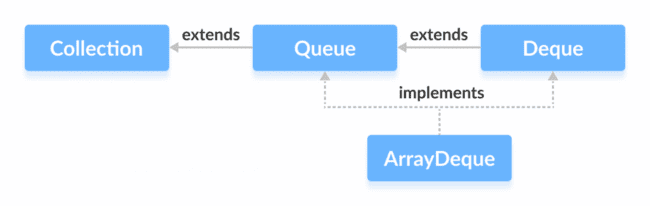 extends
extends
Collection
Queue
Deque
implements
ArrayDeque